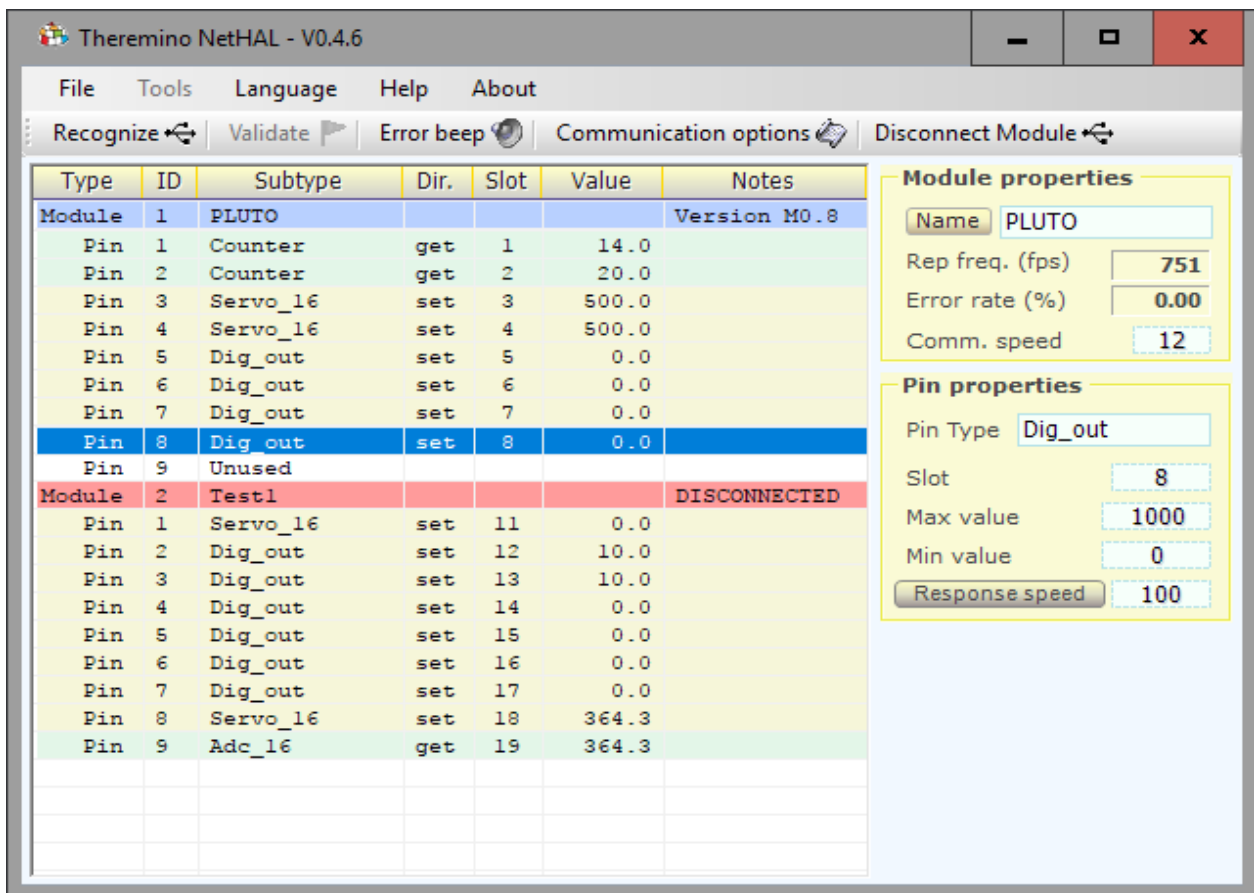 Theremino NetHAL - V0.4.6
File Tools Language Help About
Recognize Validate Error beep Communication options Disconnect Module
Type ID Subtype Dir. Slot Value Notes
Module 1 PLUTO Version M0.8
Pin 1 Counter get 1 14.0
Pin 2 Counter get 2 20.0
Pin 3 Servo_16 set 3 500.0
Pin 4 Servo_16 set 4 500.0
Pin 5 Dig_out set 5 0.0
Pin 6 Dig_out set 6 0.0
Pin 7 Dig_out set 7 0.0
Pin 8 Dig_out set 8 0.0
Pin 9 Unused
Module 2 Test1 DISCONNECTED
Pin 1 Servo_16 set 11 0.0
Pin 2 Dig_out set 12 10.0
Pin 3 Dig_out set 13 10.0
Pin 4 Dig_out set 14 0.0
Pin 5 Dig_out set 15 0.0
Pin 6 Dig_out set 16 0.0
Pin 7 Dig_out set 17 0.0
Pin 8 Servo_16 set 18 364.3
Pin 9 Adc_16 get 19 364.3
Module properties
Name PLUTO
Rep freq. (fps) 751
Error rate (%) 0.00
Comm. speed 12
Pin properties
Pin Type Dig_out
Slot 8
Max value 1000
Min value 0
Response speed 100